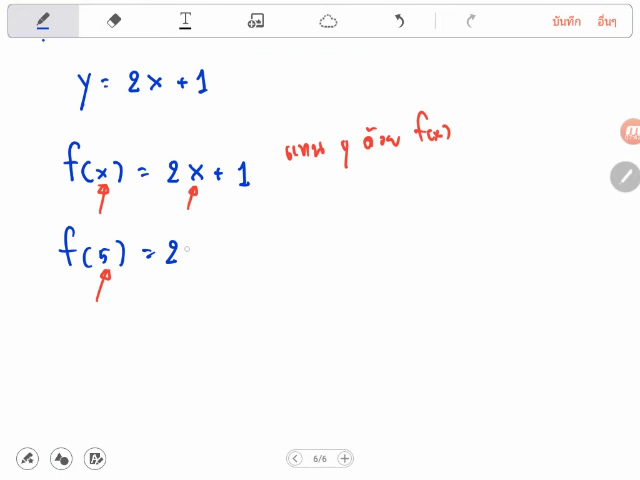 บันทึก อื่นๆ
y = 2x + 1
f(x) = 2x + 1 แทน y ด้วย f(x)
f(5) = 2
6/6